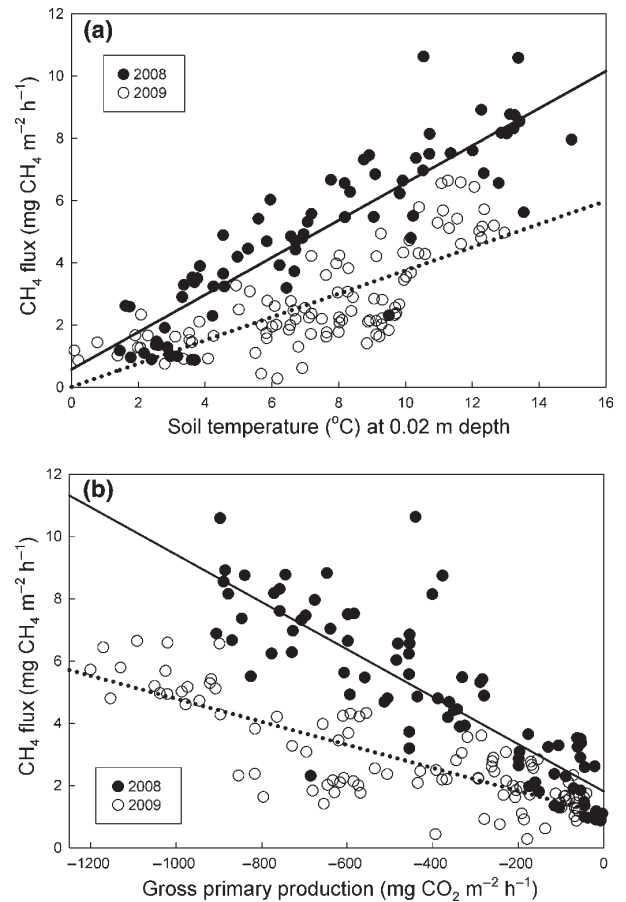 (a)
2008
2009
12
10
8
6
4
2
0
CH4 flux (mg CH4 m−2 h−1)
0 2 4 6 8 10 12 14 16
Soil temperature (oC) at 0.02 m depth
(b)
12
10
8
6
4
2
0
CH4 flux (mg CH4 m−2 h−1)
2008
2009
−1200 −1000 −800 −600 −400 −200 0
Gross primary production (mg CO2 m−2 h−1)